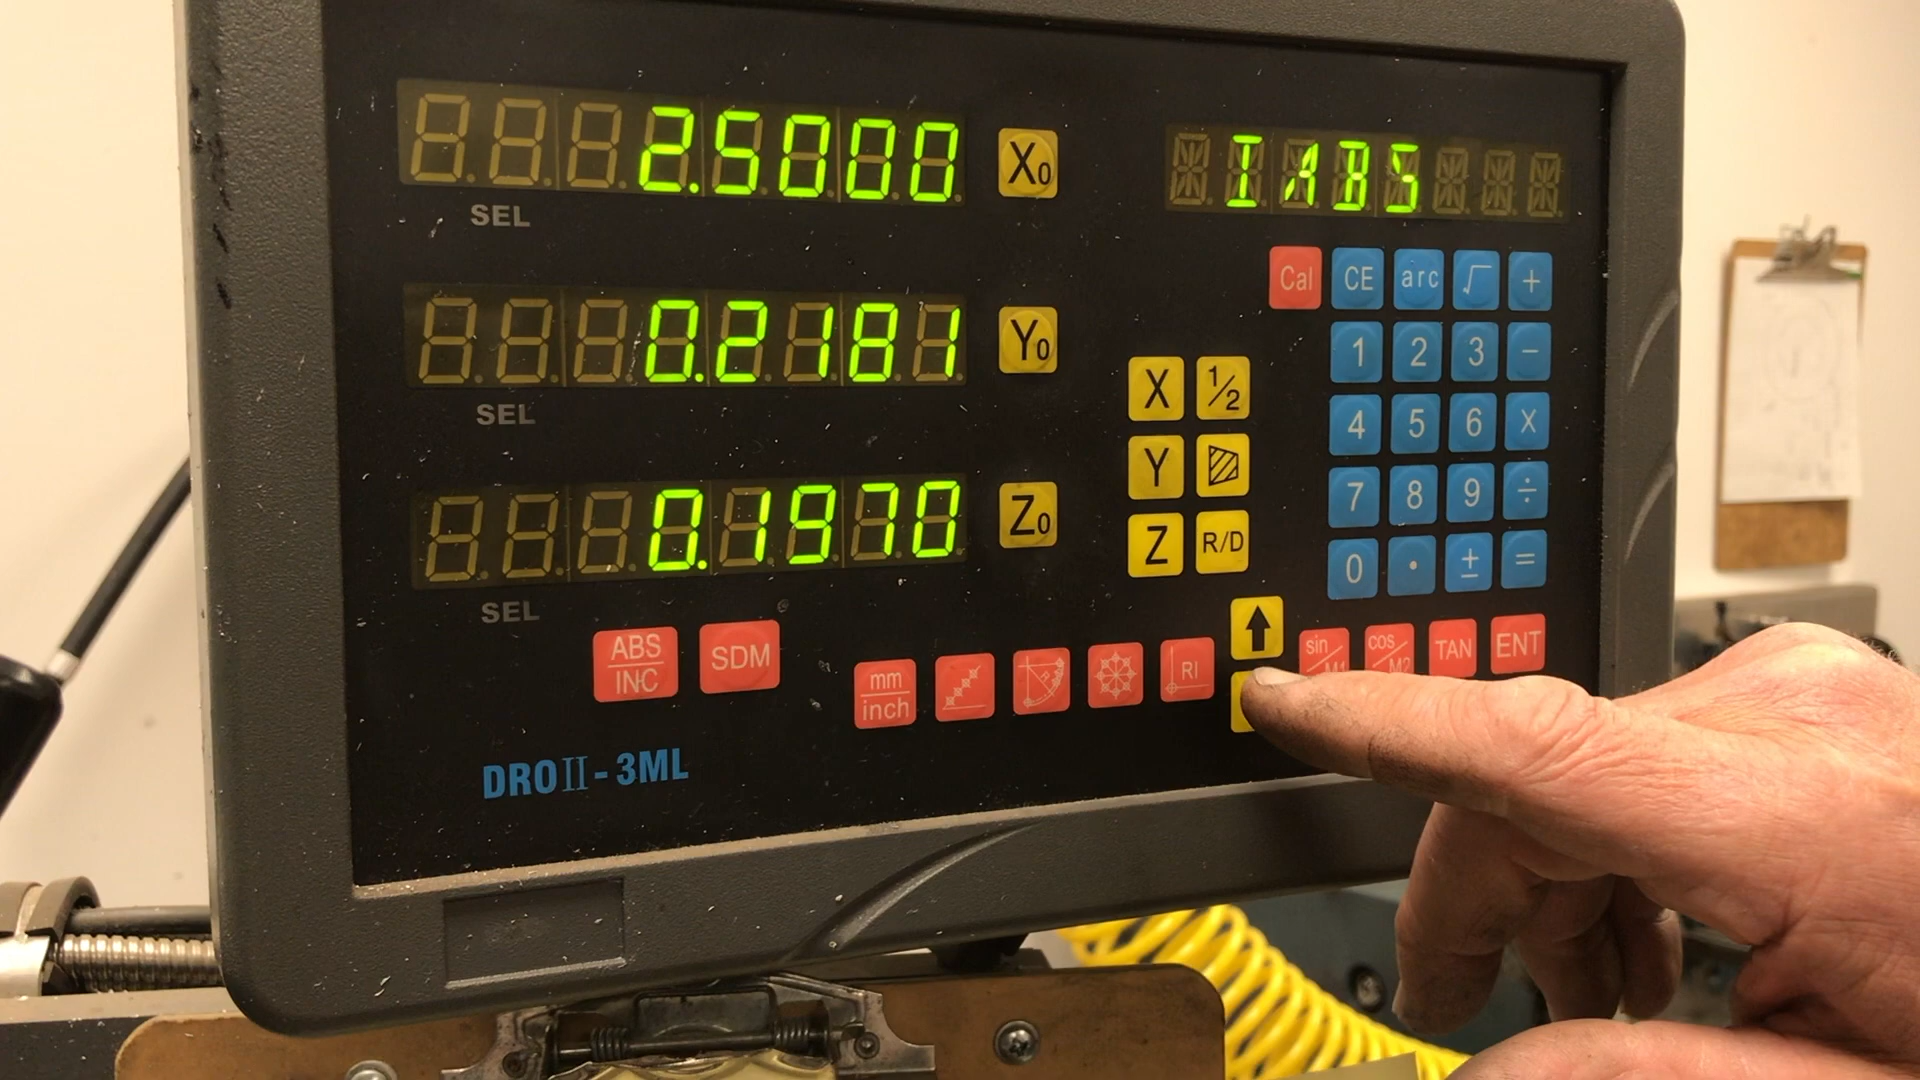 2.5000 X0 I ABS
SEL
Cal CE arc √ +
0.2181 Y0
1 2 3 −
SEL
X 1/2
4 5 6 X
Y
7 8 9 ÷
0.1970 Z0
Z R/D
0 . ± =
SEL
ABS
INC
SDM
mm
inch
RI
sin
M1
cos
M2
TAN
ENT
DROII-3ML